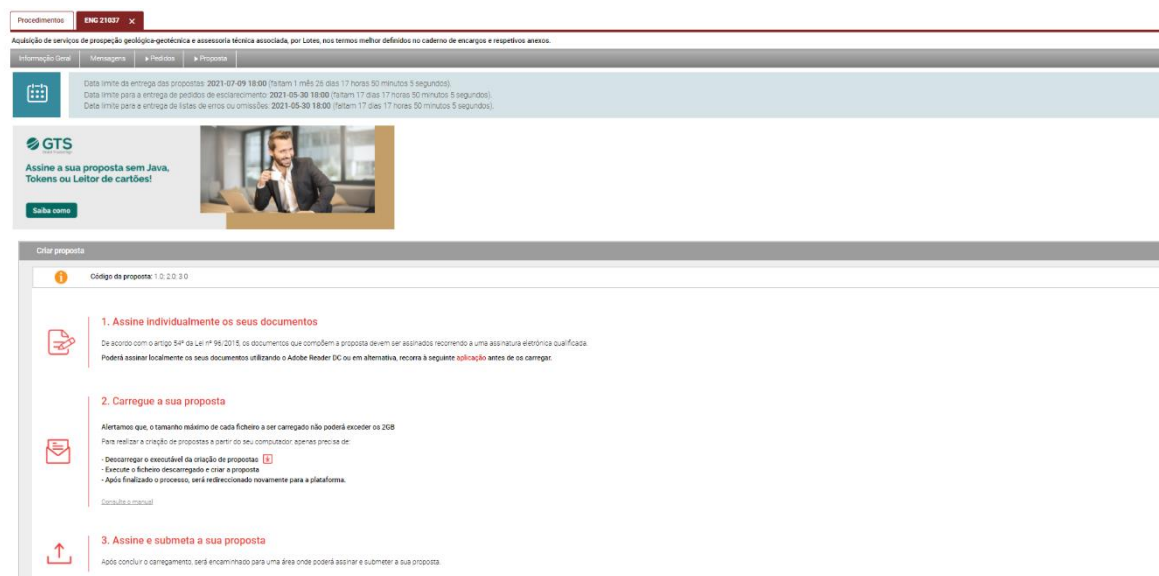 Procedimentos ENG 21037 ×
Aquisição de serviços de prospeção geológica-geotécnica e assessoria técnica associada, por Lotes, nos termos melhor definidos no caderno de encargos e respetivos anexos.
Informação Geral Mensagens Pedidos Proposta
Data limite da entrega das propostas: 2021-07-09 18:00 (faltam 1 mês 26 dias 17 horas 50 minutos 5 segundos).
Data limite para a entrega de pedidos de esclarecimento: 2021-05-30 18:00 (faltam 17 dias 17 horas 50 minutos 5 segundos).
Data limite para a entrega de listas de erros ou omissões: 2021-05-30 18:00 (faltam 17 dias 17 horas 50 minutos 5 segundos).
GTS
Assine a sua proposta sem Java,
Tokens ou Leitor de cartões!
Saiba como
Criar proposta
Código da proposta: 1.0; 2.0; 3.0
1. Assine individualmente os seus documentos
De acordo com o artigo 54º da Lei nº 96/2015, os documentos que compõem a proposta devem ser assinados recorrendo a uma assinatura eletrónica qualificada.
Poderá assinar localmente os seus documentos utilizando o Adobe Reader DC ou em alternativa, recorra à seguinte aplicação antes de os carregar.
2. Carregue a sua proposta
Alertamos que, o tamanho máximo de cada ficheiro a ser carregado não poderá exceder os 2GB
Para realizar a criação de propostas a partir do seu computador, apenas precisa de:
- Descarregar o executável da criação de propostas
- Execute o ficheiro descarregado e criar a proposta
- Após finalizado o processo, será redireccionado novamente para a plataforma.
Consulte o manual
3. Assine e submeta a sua proposta
Após concluir o carregamento, será encaminhado para uma área onde poderá assinar e submeter a sua proposta.